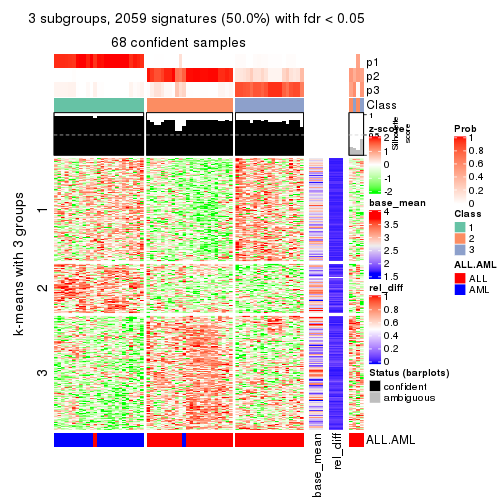 3 subgroups, 2059 signatures (50.0%) with fdr < 0.05
68 confident samples
p1
p2
p3
Class
1
0.5
0
Silhouette
score
k-means with 3 groups
1
2
3
ALL.AML
base_mean
rel_diff
z-score
2
1
0
-1
-2
base_mean
4
3.5
3
2.5
2
1.5
rel_diff
1
0.8
0.6
0.4
0.2
0
Status (barplots)
confident
ambiguous
Prob
1
0.8
0.6
0.4
0.2
0
Class
1
2
3
ALL.AML
ALL
AML